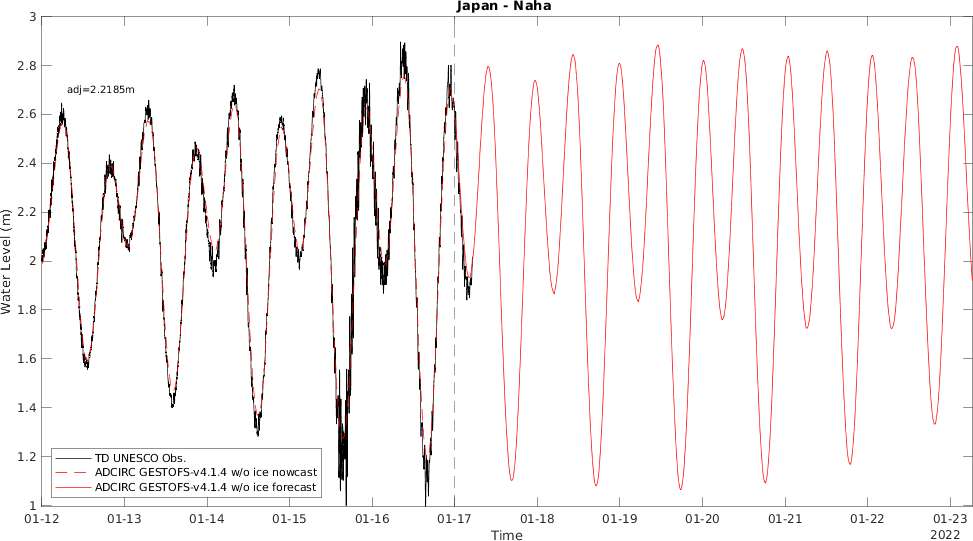 Japan - Naha
3
2.8
2.6
2.4
2.2
2
1.8
1.6
1.4
1.2
1
Water Level (m)
adj=2.2185m
TD UNESCO Obs.
ADCIRC GESTOFS-v4.1.4 w/o ice nowcast
ADCIRC GESTOFS-v4.1.4 w/o ice forecast
01-12 01-13 01-14 01-15 01-16 01-17 01-18 01-19 01-20 01-21 01-22 01-23
2022
Time